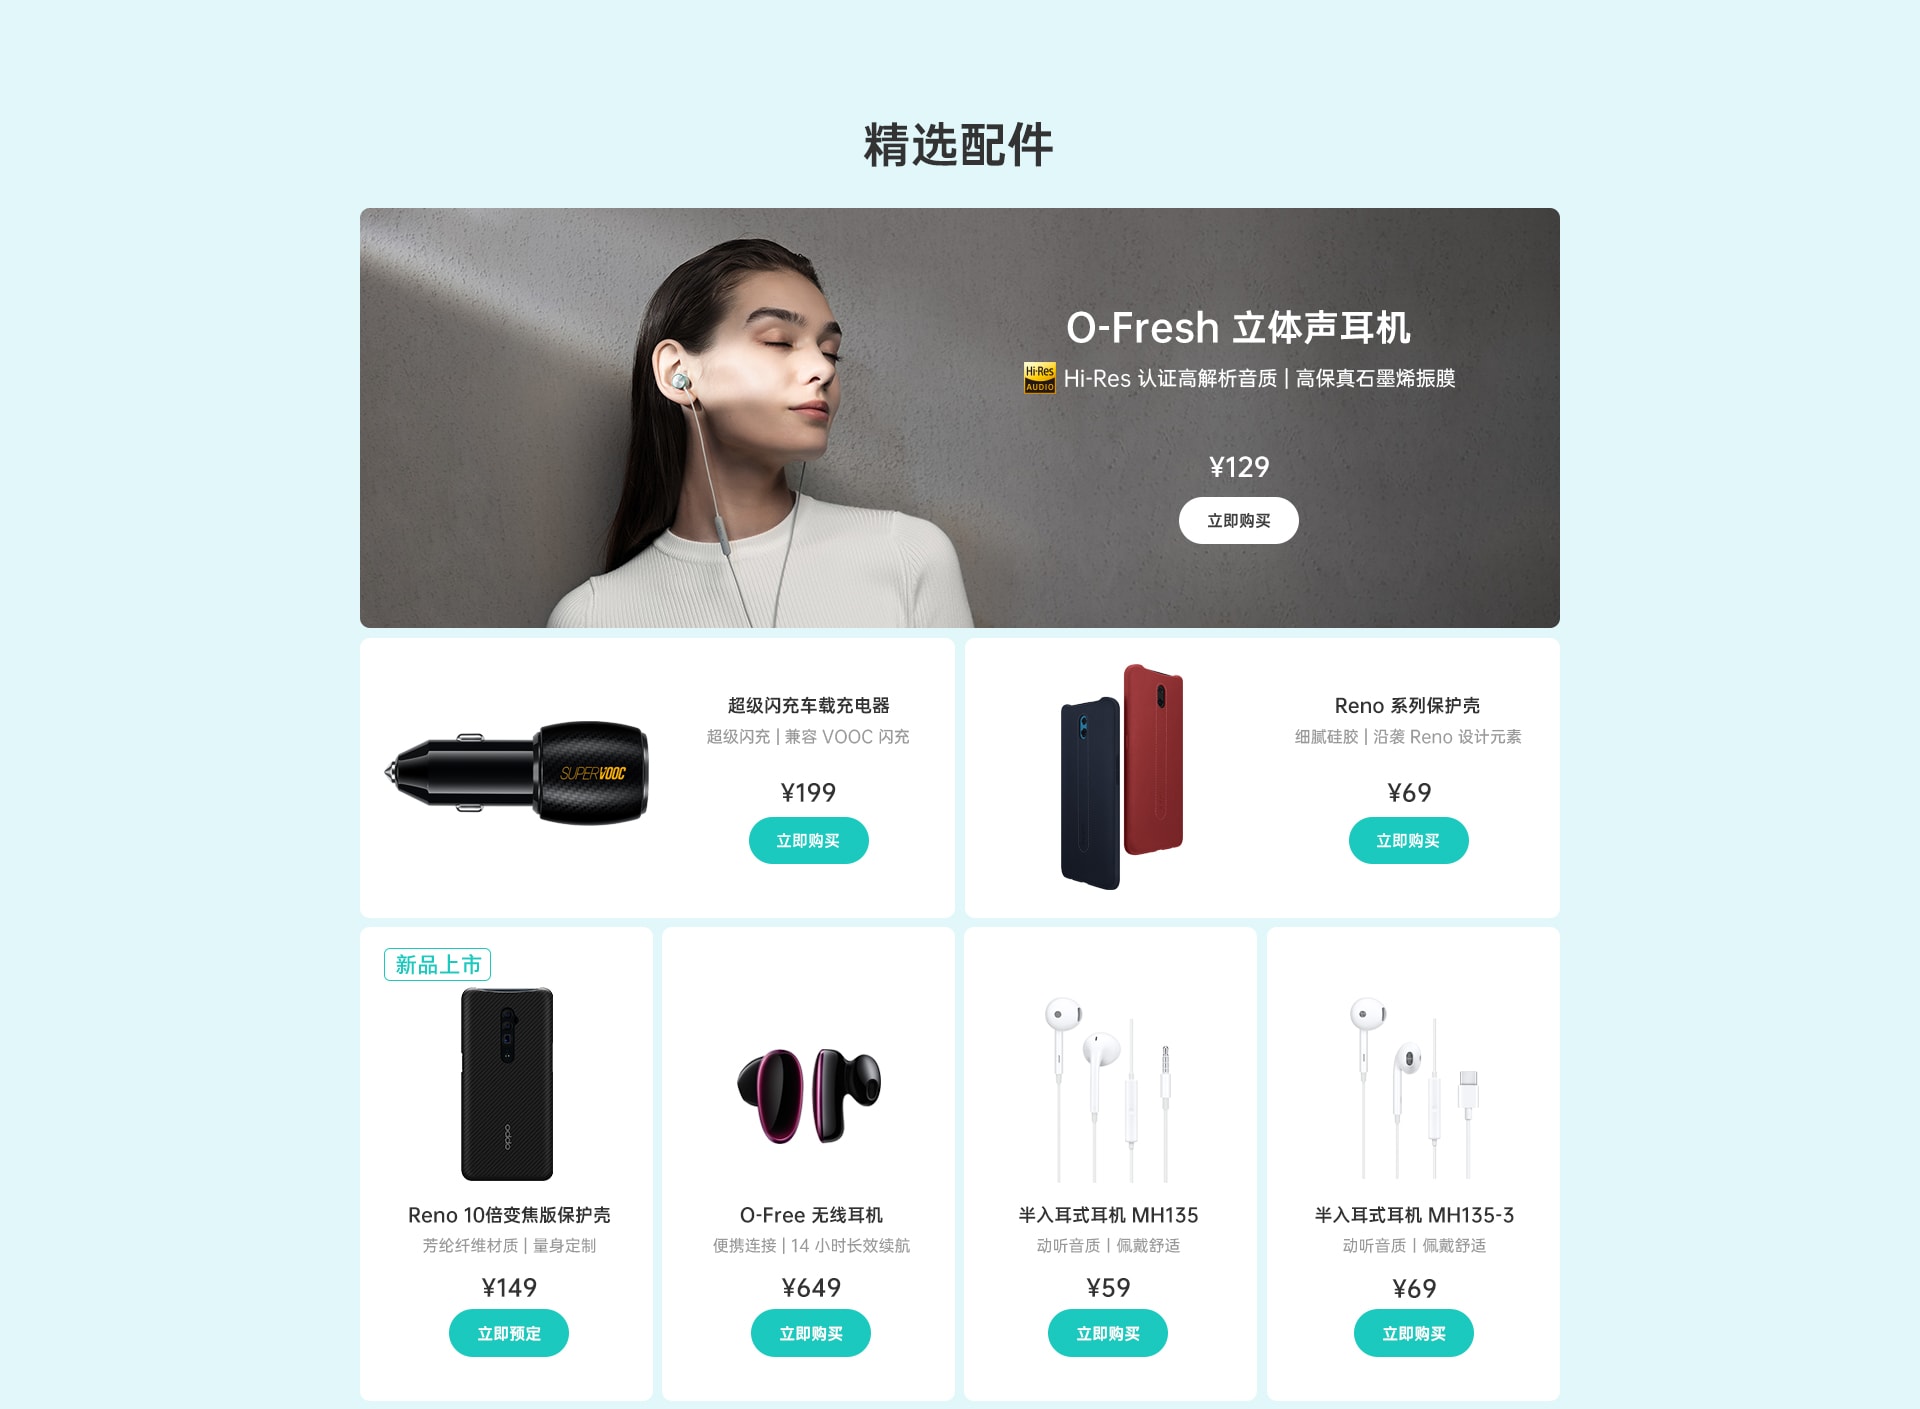 精选配件
O-Fresh 立体声耳机
Hi-Res AUDIO
Hi-Res 认证高解析音质 | 高保真石墨烯振膜
¥129
立即购买
SUPERVOOC
超级闪充车载充电器
超级闪充 | 兼容 VOOC 闪充
¥199
立即购买
Reno 系列保护壳
细腻硅胶 | 沿袭 Reno 设计元素
¥69
立即购买
新品上市
oppo
Reno 10倍变焦版保护壳
芳纶纤维材质 | 量身定制
¥149
立即预定
O-Free 无线耳机
便携连接 | 14 小时长效续航
¥649
立即购买
半入耳式耳机 MH135
动听音质 | 佩戴舒适
¥59
立即购买
半入耳式耳机 MH135-3
动听音质 | 佩戴舒适
¥69
立即购买